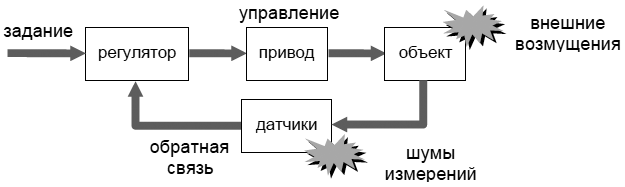 задание
регулятор
управление
привод
объект
внешние
возмущения
датчики
обратная
связь
шумы
измерений